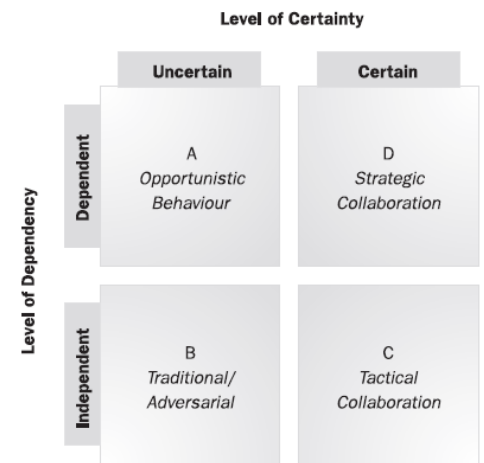 Level of Certainty
Uncertain
Certain
Level of Dependency
Dependent
A
Opportunistic
Behaviour
D
Strategic
Collaboration
Independent
B
Traditional/
Adversarial
C
Tactical
Collaboration